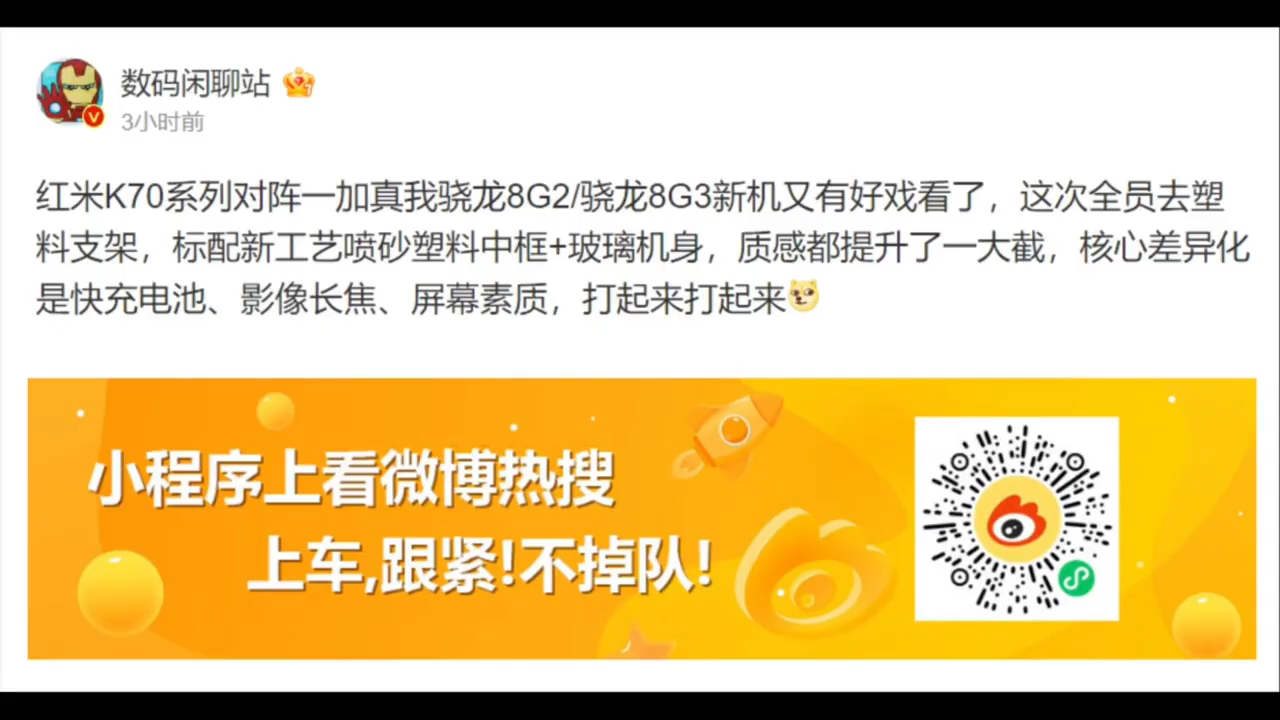 数码闲聊站
3小时前
红米K70系列对阵一加真我骁龙8G2/骁龙8G3新机又有好戏看了，这次全员去塑
料支架，标配新工艺喷砂塑料中框+玻璃机身，质感都提升了一大截，核心差异化
是快充电池、影像长焦、屏幕素质，打起来打起来
小程序上看微博热搜
上车,跟紧!不掉队!